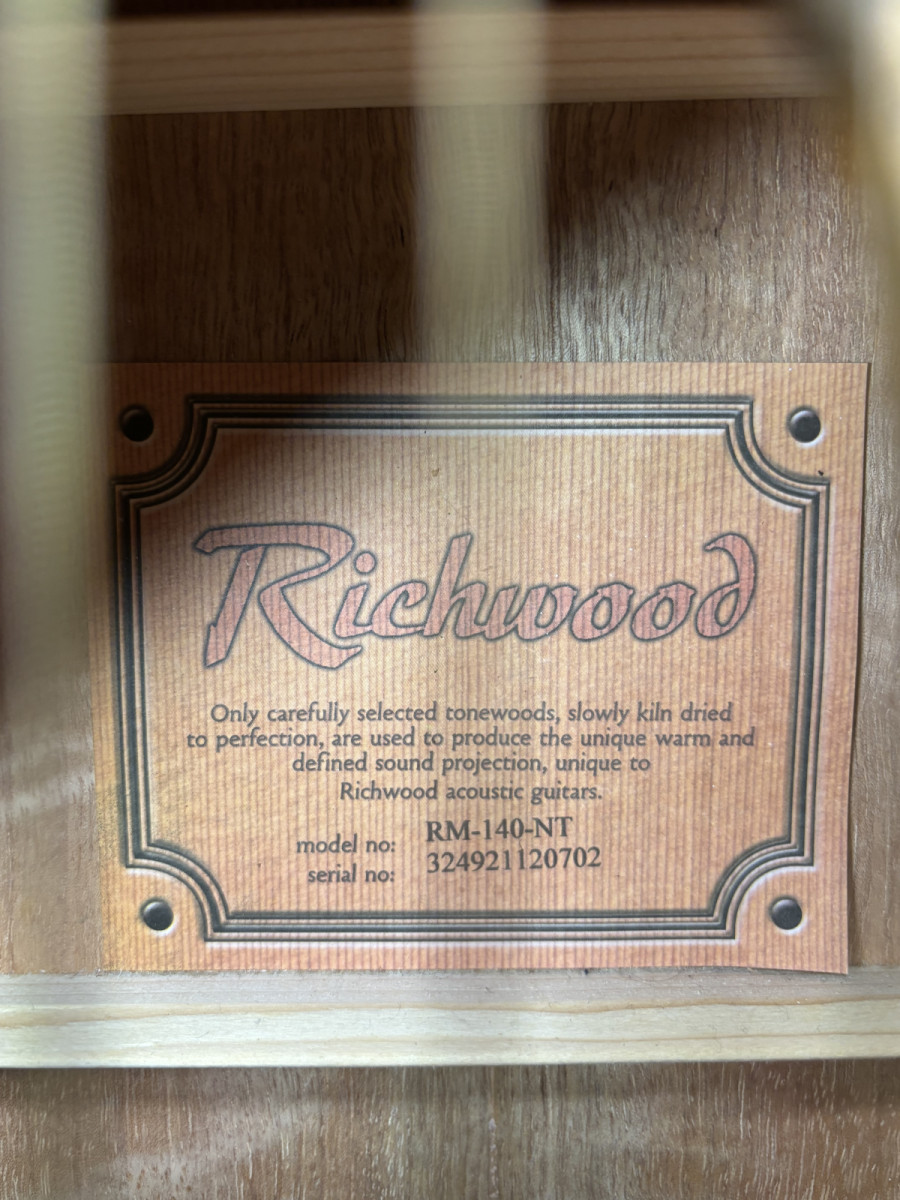 Richwood
Only carefully selected tonewoods, slowly kiln dried
to perfection, are used to produce the unique warm and
defined sound projection, unique to
Richwood acoustic guitars.
model no: RM-140-NT
serial no: 324921120702